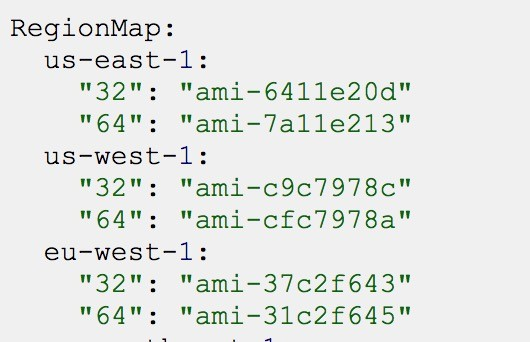 RegionMap:
us-east-1:
"32": "ami-6411e20d"
"64": "ami-7a11e213"
us-west-1:
"32": "ami-c9c7978c"
"64": "ami-cfc7978a"
eu-west-1:
"32": "ami-37c2f643"
"64": "ami-31c2f645"